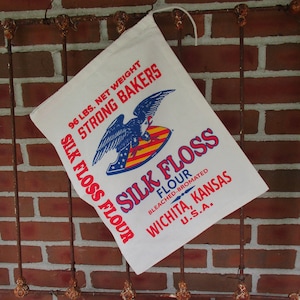 96 LBS. NET WEIGHT
STRONG BAKERS
SILK FLOSS FLOUR
SILK FLOSS
FLOUR
BLEACHED-BROMATED
WICHITA, KANSAS
U.S.A.